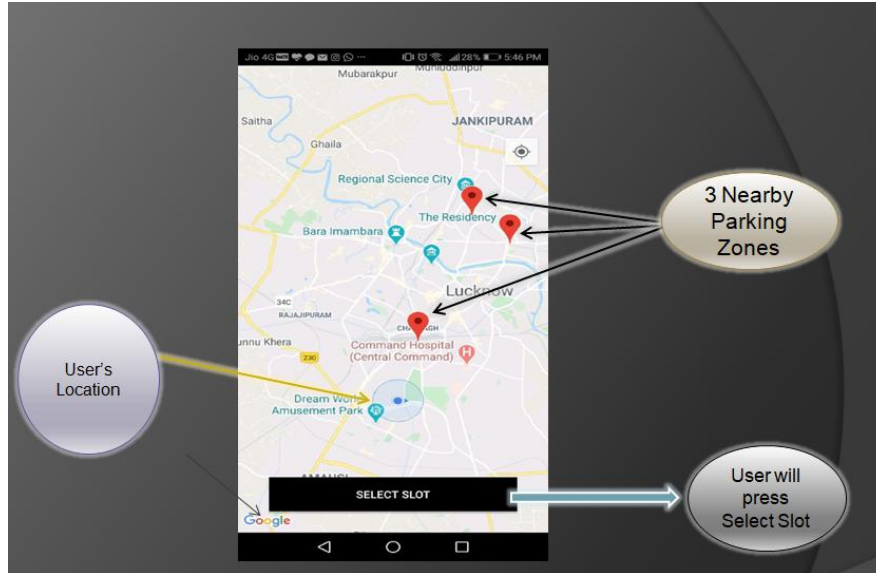 Jio 4G
28% 5:46 PM
Mubarakpur
Muhibuddinpur
Saitha
JANKIPURAM
Ghaila
Regional Science City
3 Nearby
Parking
Zones
The Residency
Bara Imambara
Lucknow
34C
RAJAJIPURAM
unnu Khera
Command Hospital
(Central Command)
H
230
User's
Location
Dream World
Amusement Park
AMAUSI
SELECT SLOT
User will
press
Select Slot
Google